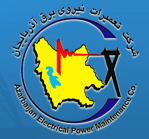 شرکت تعمیرات نیروی برق آذربایجان
Azarbaijan Electrical Power Maintenance Co.